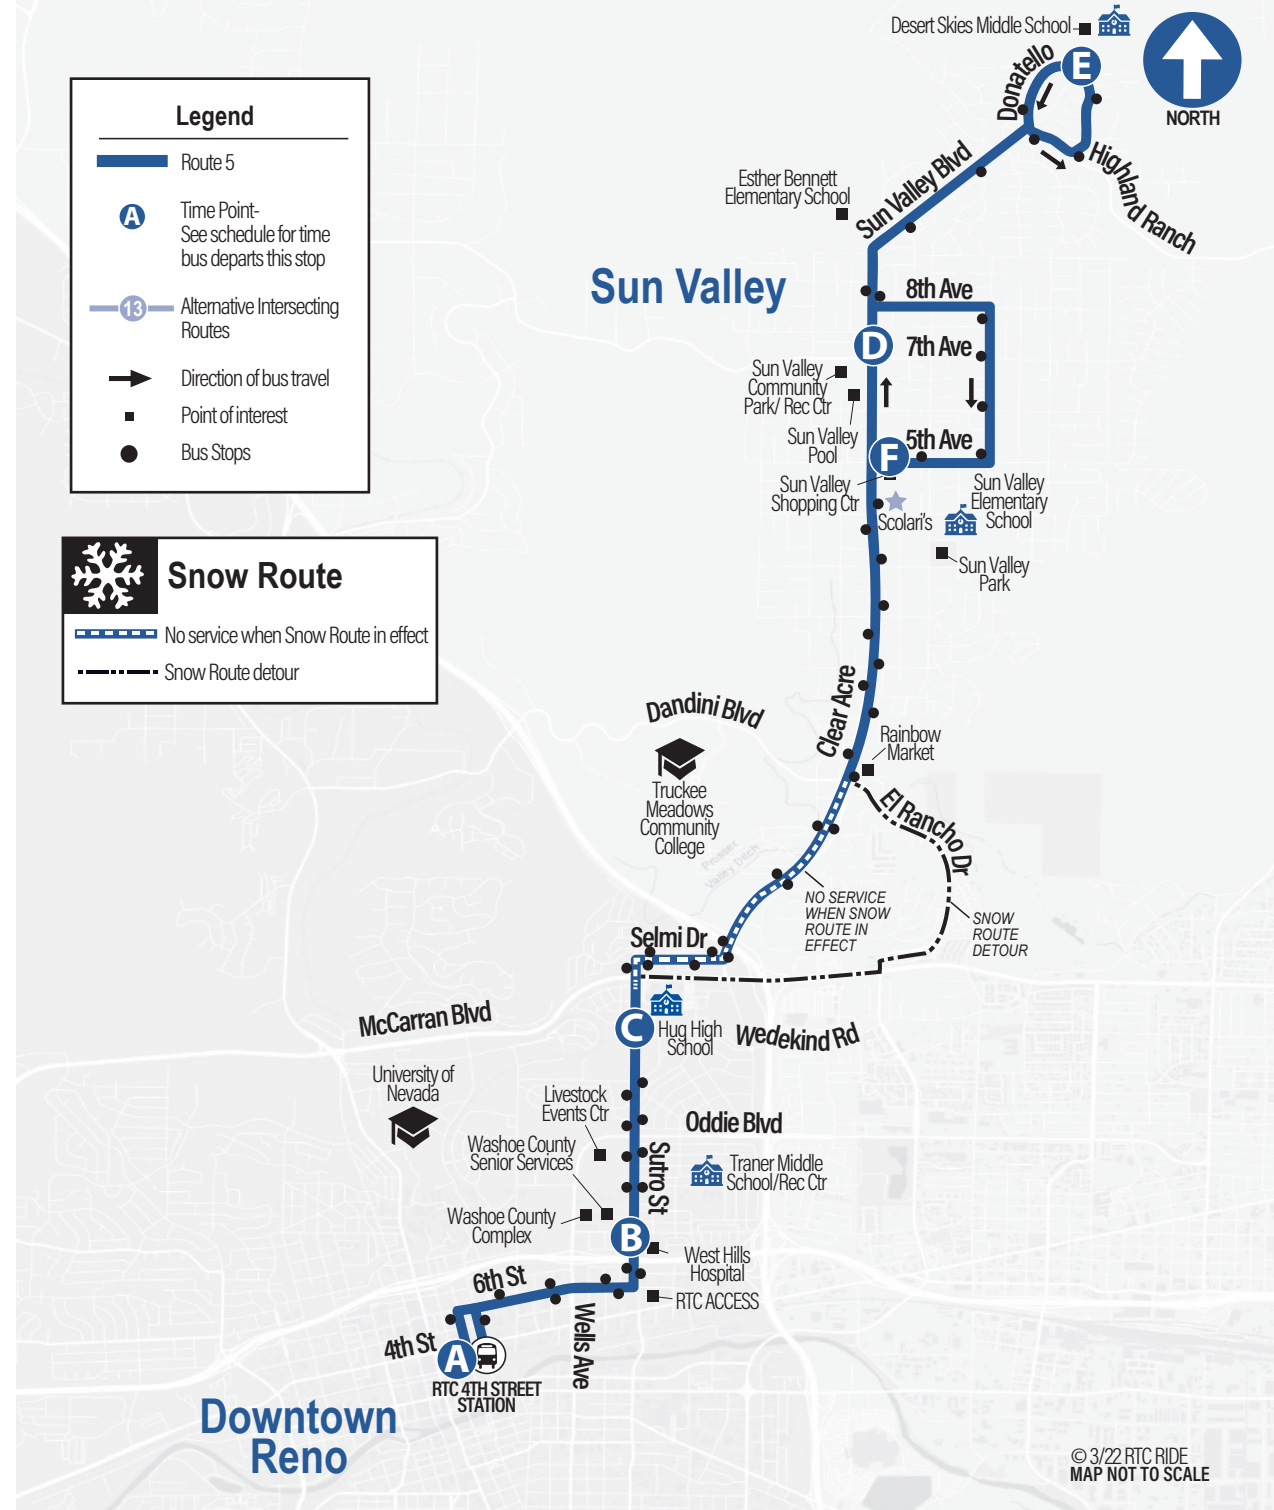 Desert Skies Middle School
E
Donatello
NORTH
Highland Ranch
Legend
Route 5
A
Time Point-
See schedule for time
bus departs this stop
13
Alternative Intersecting
Routes
Direction of bus travel
Point of interest
Bus Stops
Esther Bennett
Elementary School
Sun Valley Blvd
Sun Valley
8th Ave
D
7th Ave
Sun Valley
Community
Park/ Rec Ctr
Sun Valley
Pool
5th Ave
F
Sun Valley
Shopping Ctr
Scolari's
Sun Valley
Elementary
School
Sun Valley
Park
Snow Route
No service when Snow Route in effect
Snow Route detour
Clear Acre
Dandini Blvd
Rainbow
Market
Truckee
Meadows
Community
College
El Rancho Dr
Valley Ditch
NO SERVICE
WHEN SNOW
ROUTE IN
EFFECT
SNOW
ROUTE
DETOUR
Selmi Dr
McCarran Blvd
C
Hug High
School
Wedekind Rd
University of
Nevada
Livestock
Events Ctr
Oddie Blvd
Washoe County
Senior Services
Sutro St
Traner Middle
School/Rec Ctr
Washoe County
Complex
B
West Hills
Hospital
6th St
RTC ACCESS
4th St
Wells Ave
A
RTC 4TH STREET
STATION
Downtown
Reno
© 3/22 RTC RIDE
MAP NOT TO SCALE